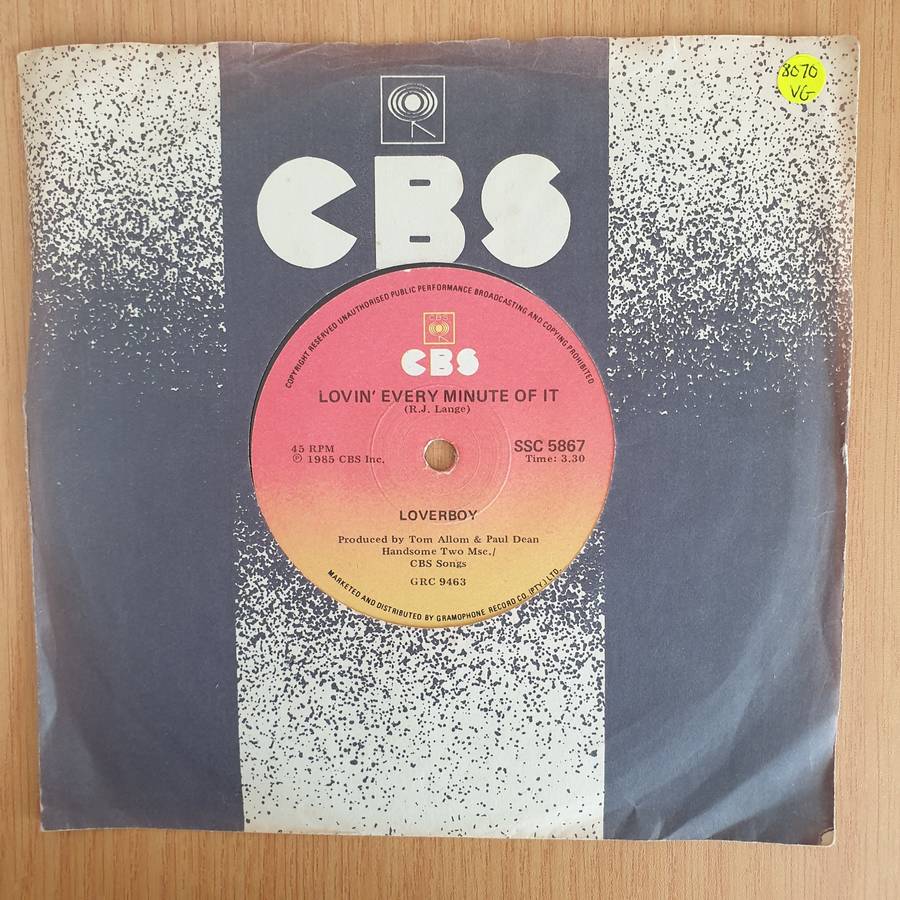 8070
VG
CBS
COPYRIGHT RESERVED UNAUTHORISED PUBLIC PERFORMANCE BROADCASTING AND COPYING PROHIBITED
CBS
CBS
LOVIN' EVERY MINUTE OF IT
(R.J. Lange)
45 RPM
℗ 1985 CBS Inc.
SSC 5867
Time: 3.30
LOVERBOY
Produced by Tom Allom & Paul Dean
Handsome Two Msc./
CBS Songs
GRC 9463
MARKETED AND DISTRIBUTED BY GRAMOPHONE RECORD CO. (PTY.) LTD.